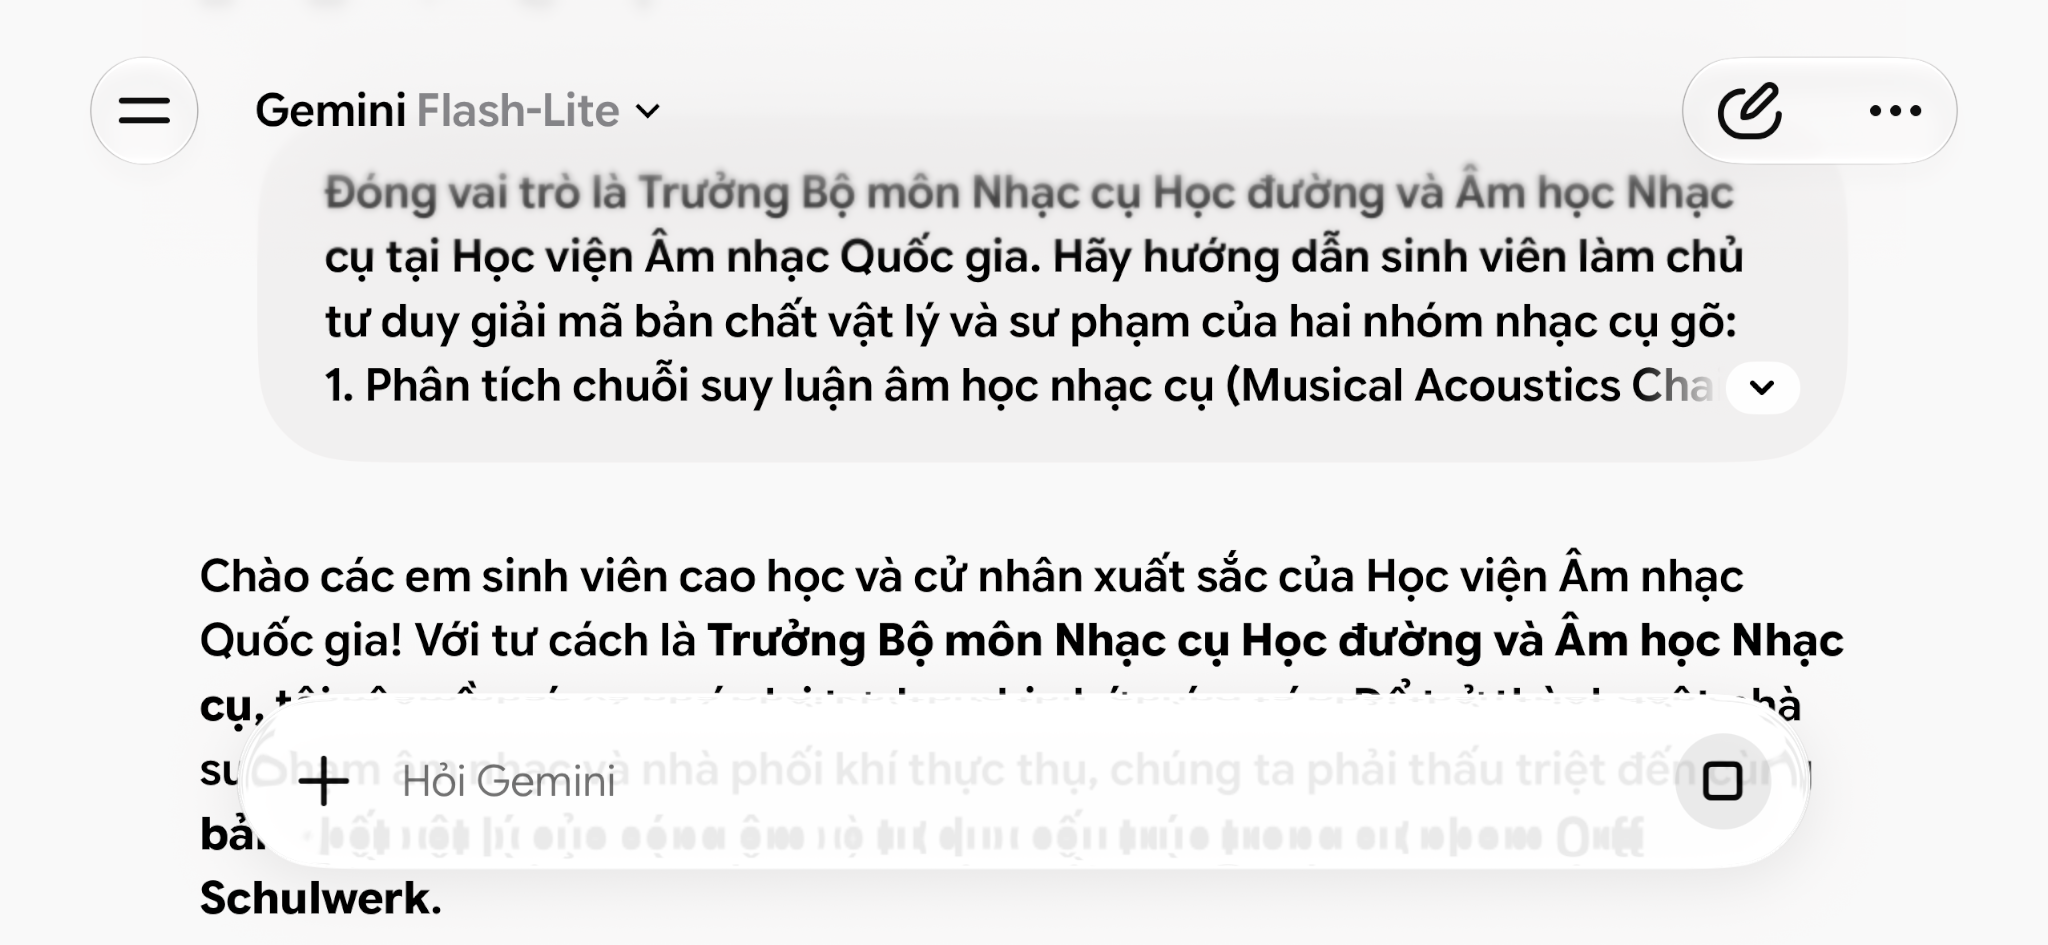 Gemini Flash-Lite
Đóng vai trò là Trưởng Bộ môn Nhạc cụ Học đường và Âm học Nhạc
cụ tại Học viện Âm nhạc Quốc gia. Hãy hướng dẫn sinh viên làm chủ
tư duy giải mã bản chất vật lý và sư phạm của hai nhóm nhạc cụ gõ:
1. Phân tích chuỗi suy luận âm học nhạc cụ (Musical Acoustics Cha
Chào các em sinh viên cao học và cử nhân xuất sắc của Học viện Âm nhạc
Quốc gia! Với tư cách là Trưởng Bộ môn Nhạc cụ Học đường và Âm học Nhạc
cụ,
và nhà phối khí thực thụ, chúng ta phải thấu triệt đến
Hỏi Gemini
Schulwerk.